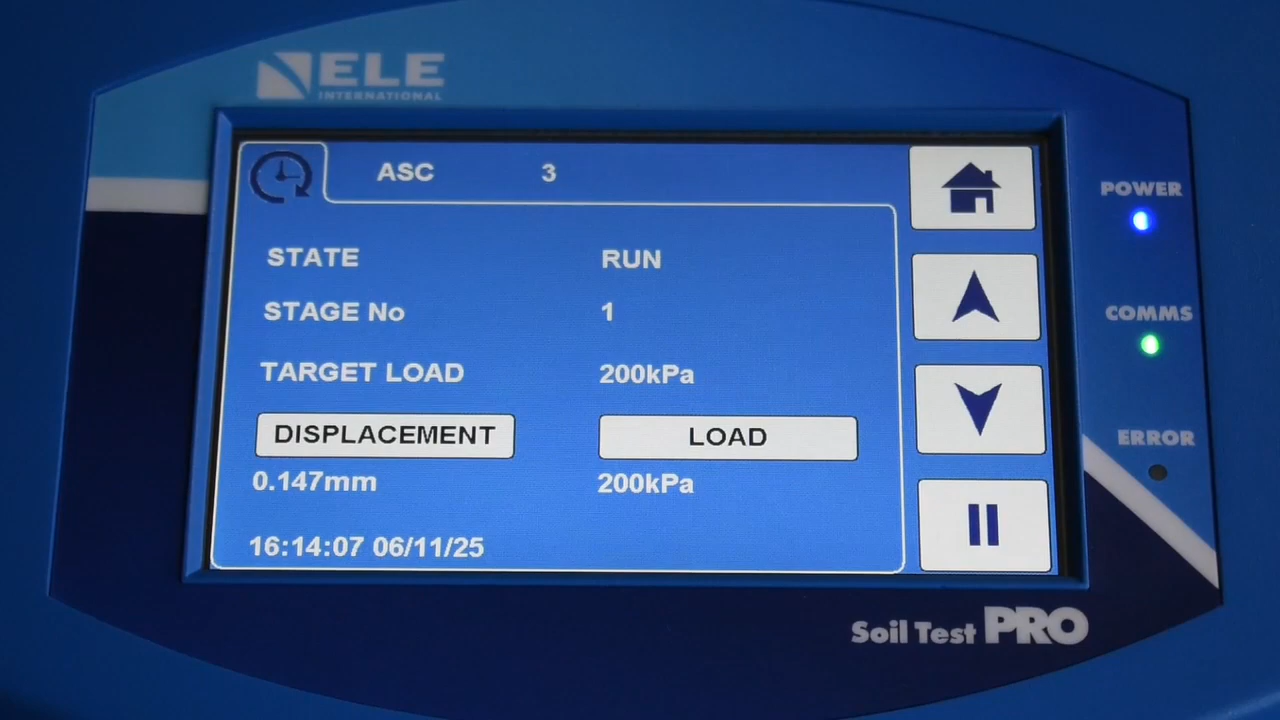 ELE
INTERNATIONAL
ASC 3
POWER
STATE RUN
STAGE No 1
COMMS
TARGET LOAD 200kPa
DISPLACEMENT LOAD
ERROR
0.147mm 200kPa
16:14:07 06/11/25
Soil Test PRO